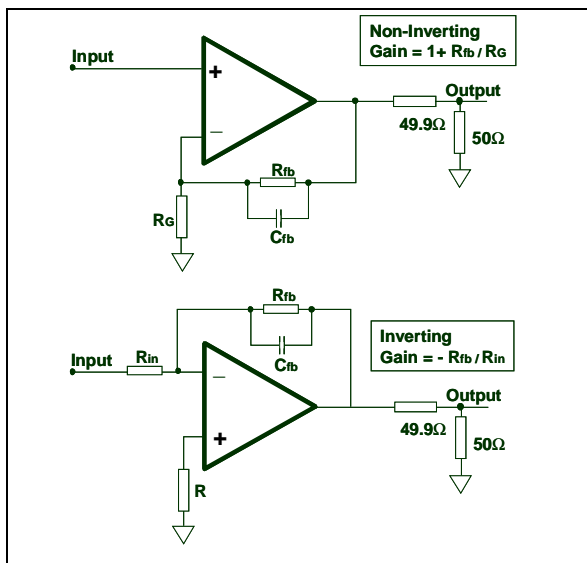 Non-Inverting
Gain = 1+ Rfb / RG
Input
+
−
Output
49.9Ω
50Ω
Rfb
Cfb
RG
Rfb
Inverting
Gain = - Rfb / Rin
Input
Rin
Cfb
−
+
Output
49.9Ω
50Ω
R